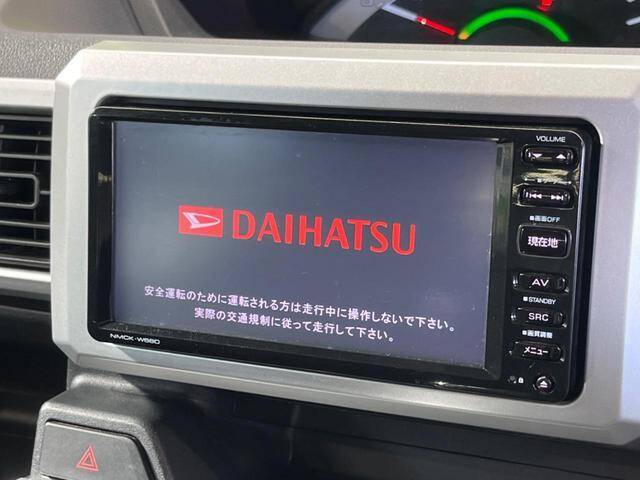 VOLUME
■画面OFF
現在地
DAIHATSU
AV
■STANDBY
安全運転のために運転される方は走行中に操作しないで下さい。
実際の交通規制に従って走行して下さい。
SRC
■画質調整
メニュー
NMCK-W66D